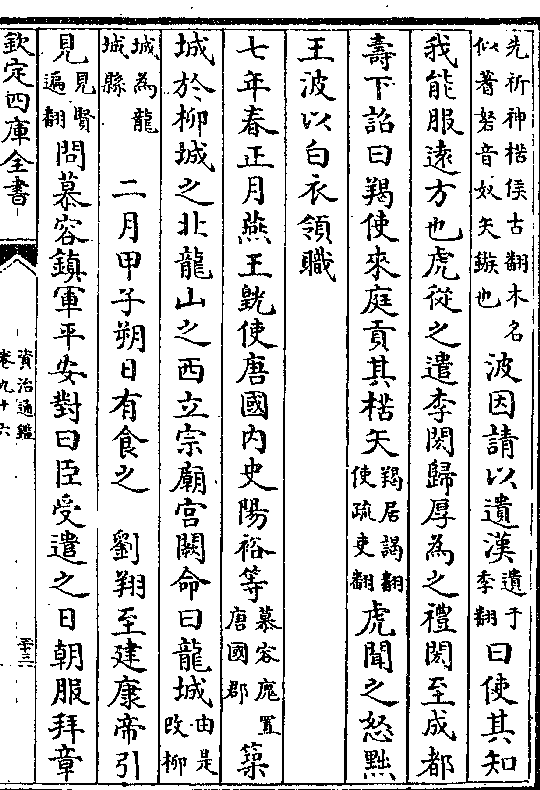 先祈神楛侯古翻木名似蓍砮音奴矢鏃也波因請以遺漢遺于季翻曰使其知
我能服遠方也虎從之遣李閎歸厚為之禮閎至成都
壽下詔曰羯使來庭貢其楛矢羯居謁翻使疏吏翻虎聞之怒黜
王波以白衣領職
七年春正月燕王皝使唐國內史陽裕等慕容廆置唐國郡築
城於柳城之北龍山之西立宗廟宮闕命曰龍城由是改柳
城為龍城縣 二月甲子朔日有食之 劉翔至建康帝引
見見賢遍翻問慕容鎮軍平安對曰臣受遣之日朝服拜章
欽定四庫全書
資治通鑑
卷九十六